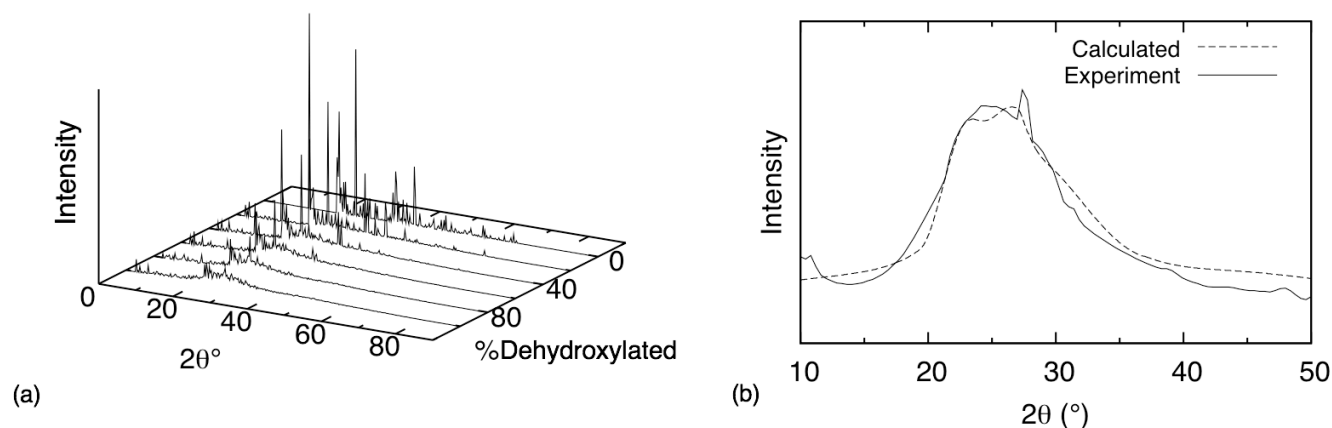 Intensity
0
20
40
60
80
2θ°
0
40
80
%Dehydroxylated
(a)
Intensity
Calculated
Experiment
10 20 30 40 50
2θ (°)
(b)